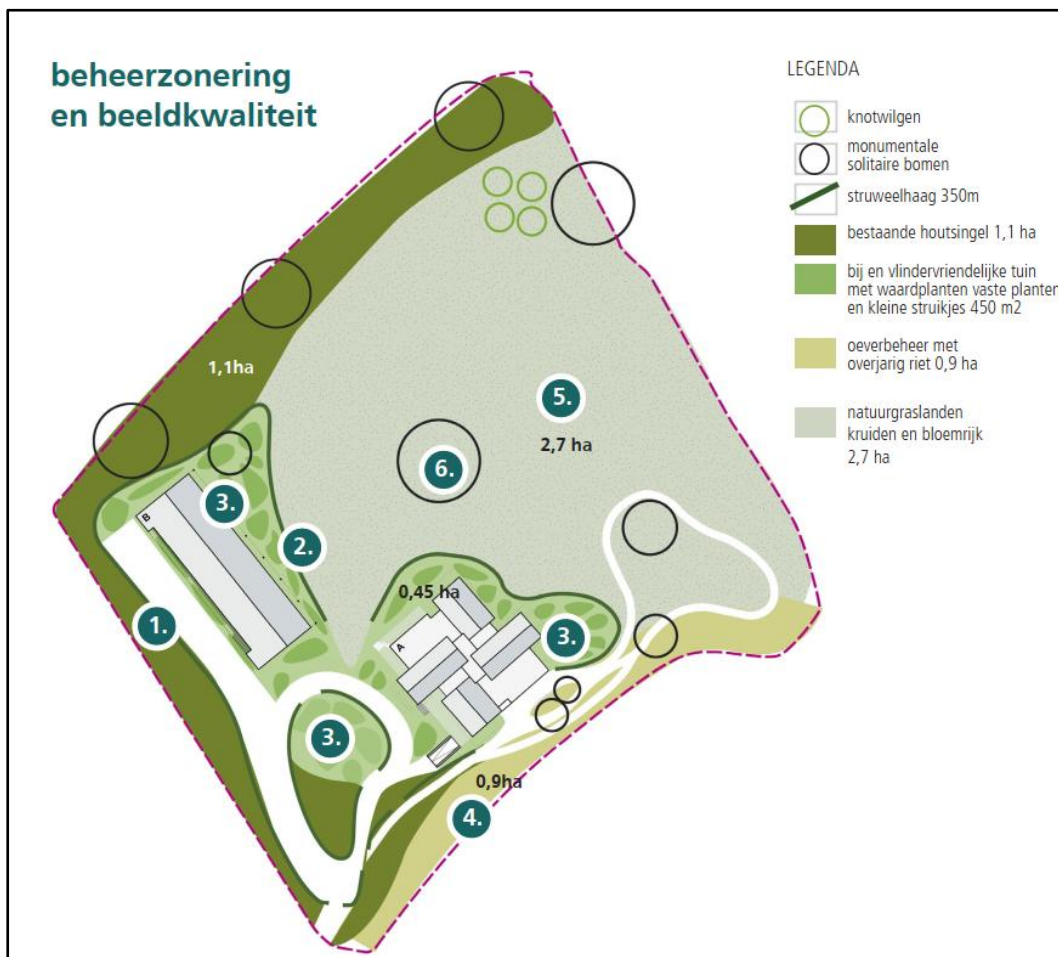 beheerzonering
en beeldkwaliteit
LEGENDA
knotwilgen
monumentale
solitaire bomen
struweelhaag 350m
bestaande houtsingel 1,1 ha
bij en vlindervriendelijke tuin
met waardplanten vaste planten
en kleine struikjes 450 m2
oeverbeheer met
overjarig riet 0,9 ha
natuurgraslanden
kruiden en bloemrijk
2,7 ha
1,1ha
5.
2,7 ha
6.
3.
B
2.
0,45 ha
1.
3.
A
3.
0,9ha
4.